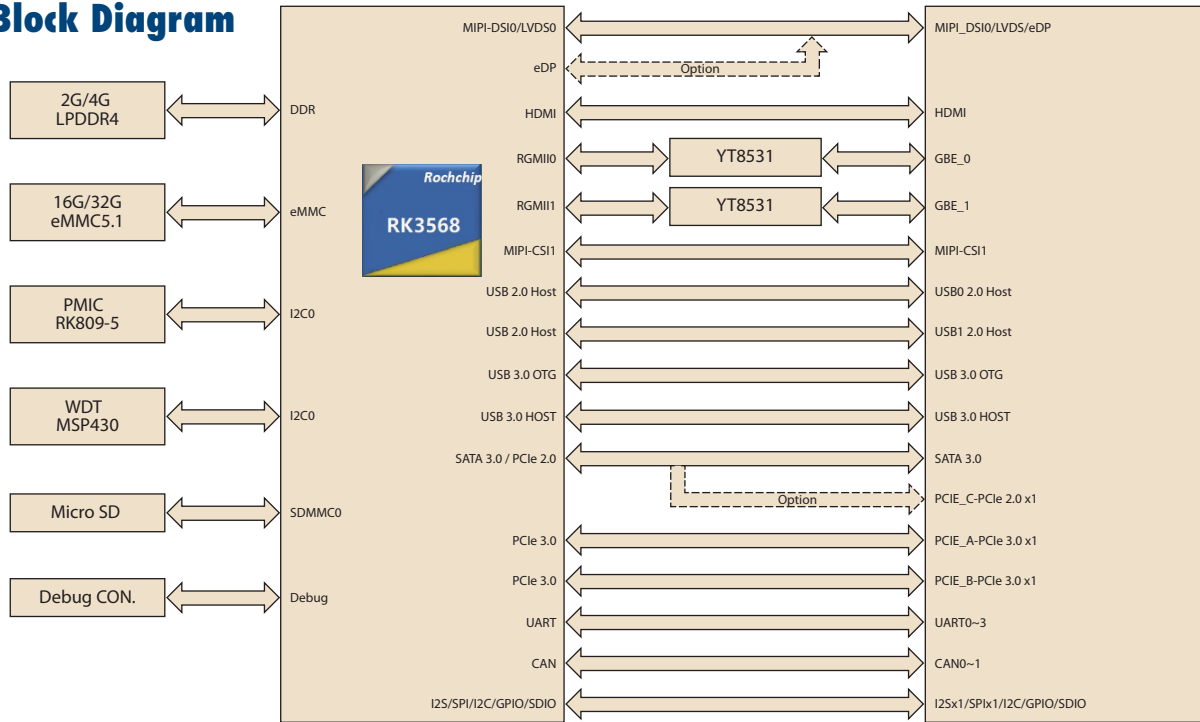 Block Diagram
2G/4G
LPDDR4
16G/32G
eMMC5.1
PMIC
RK809-5
WDT
MSP430
Micro SD
Debug CON.
DDR
eMMC
I2C0
I2C0
SDMMC0
Debug
Rochchip
RK3568
MIPI-DSI0/LVDS0
eDP
HDMI
RGMII0
RGMII1
MIPI-CSI1
USB 2.0 Host
USB 2.0 Host
USB 3.0 OTG
USB 3.0 HOST
SATA 3.0 / PCIe 2.0
PCIe 3.0
PCIe 3.0
UART
CAN
I2S/SPI/I2C/GPIO/SDIO
Option
YT8531
YT8531
Option
MIPI_DSI0/LVDS/eDP
HDMI
GBE_0
GBE_1
MIPI-CSI1
USB0 2.0 Host
USB1 2.0 Host
USB 3.0 OTG
USB 3.0 HOST
SATA 3.0
PCIE_C-PCIe 2.0 x1
PCIE_A-PCIe 3.0 x1
PCIE_B-PCIe 3.0 x1
UART0~3
CAN0~1
I2Sx1/SPIx1/I2C/GPIO/SDIO